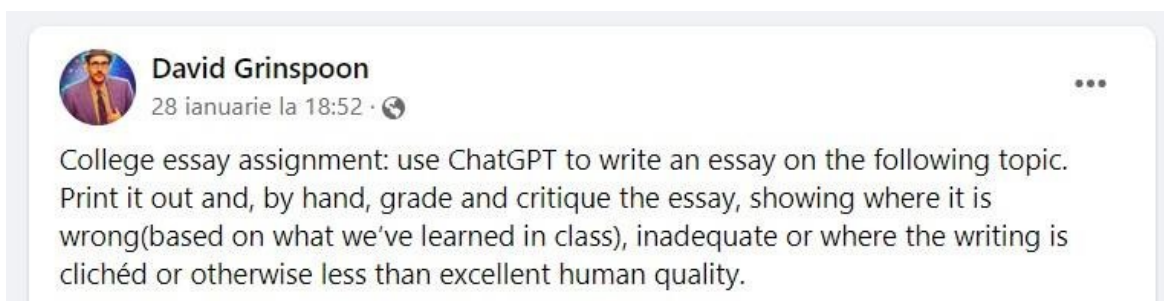 David Grinspoon
28 ianuarie la 18:52 ·
College essay assignment: use ChatGPT to write an essay on the following topic.
Print it out and, by hand, grade and critique the essay, showing where it is
wrong(based on what we've learned in class), inadequate or where the writing is
clichéd or otherwise less than excellent human quality.